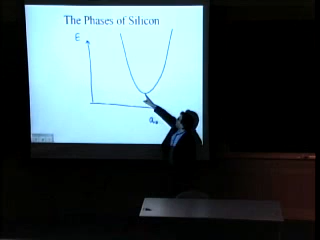 The Phases of Silicon
E
a₀